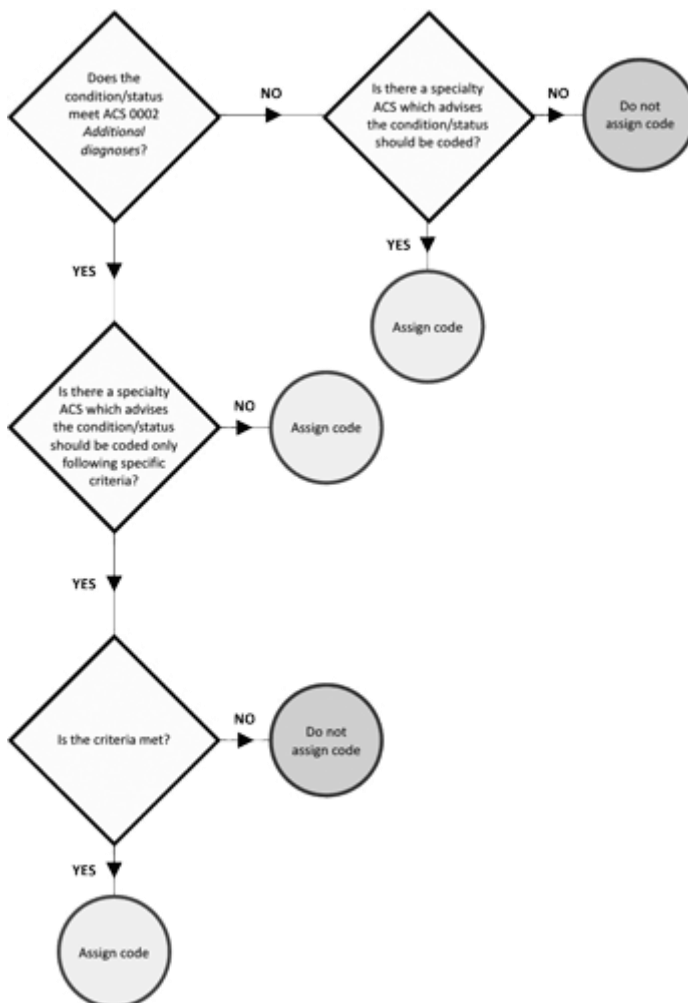 Does the
condition/status
meet ACS 0002
Additional
diagnoses?
NO
Is there a specialty
ACS which advises
the condition/status
should be coded?
NO
Do not
assign code
YES
Assign code
YES
Is there a specialty
ACS which advises
the condition/status
should be coded only
following specific
criteria?
NO
Assign code
YES
Is the criteria met?
NO
Do not
assign code
YES
Assign code